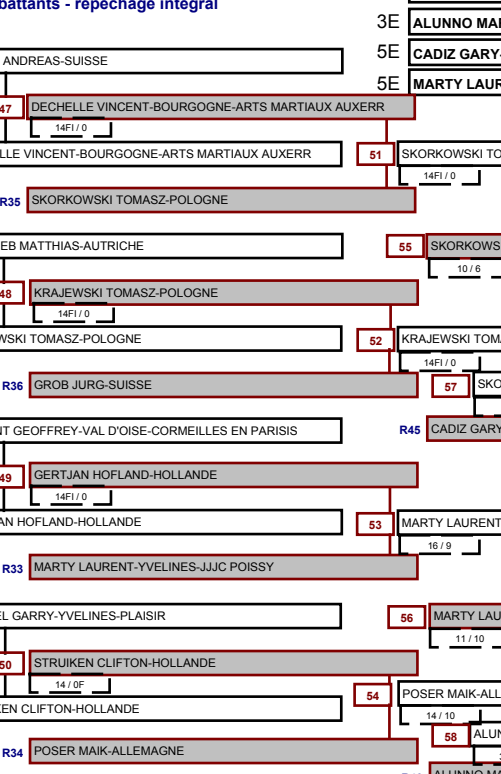 battants - repêchage intégral
3E ALUNNO MA
5E CADIZ GARY-
5E MARTY LAUR
ANDREAS-SUISSE
47 DECHELLE VINCENT-BOURGOGNE-ARTS MARTIAUX AUXERR
14FI / 0
LLE VINCENT-BOURGOGNE-ARTS MARTIAUX AUXERR
51 SKORKOWSKI TO
14FI / 0
R35 SKORKOWSKI TOMASZ-POLOGNE
EB MATTHIAS-AUTRICHE
55 SKORKOWS
10 / 6
48 KRAJEWSKI TOMASZ-POLOGNE
14FI / 0
WSKI TOMASZ-POLOGNE
52 KRAJEWSKI TOM
14FI / 0
R36 GROB JURG-SUISSE
57 SKO
NT GEOFFREY-VAL D'OISE-CORMEILLES EN PARISIS
R45 CADIZ GARY
49 GERTJAN HOFLAND-HOLLANDE
14FI / 0
AN HOFLAND-HOLLANDE
53 MARTY LAURENT
16 / 9
R33 MARTY LAURENT-YVELINES-JJJC POISSY
EL GARRY-YVELINES-PLAISIR
56 MARTY LAU
11 / 10
50 STRUIKEN CLIFTON-HOLLANDE
14 / 0F
KEN CLIFTON-HOLLANDE
54 POSER MAIK-ALL
14 / 10
58 ALUN
R34 POSER MAIK-ALLEMAGNE